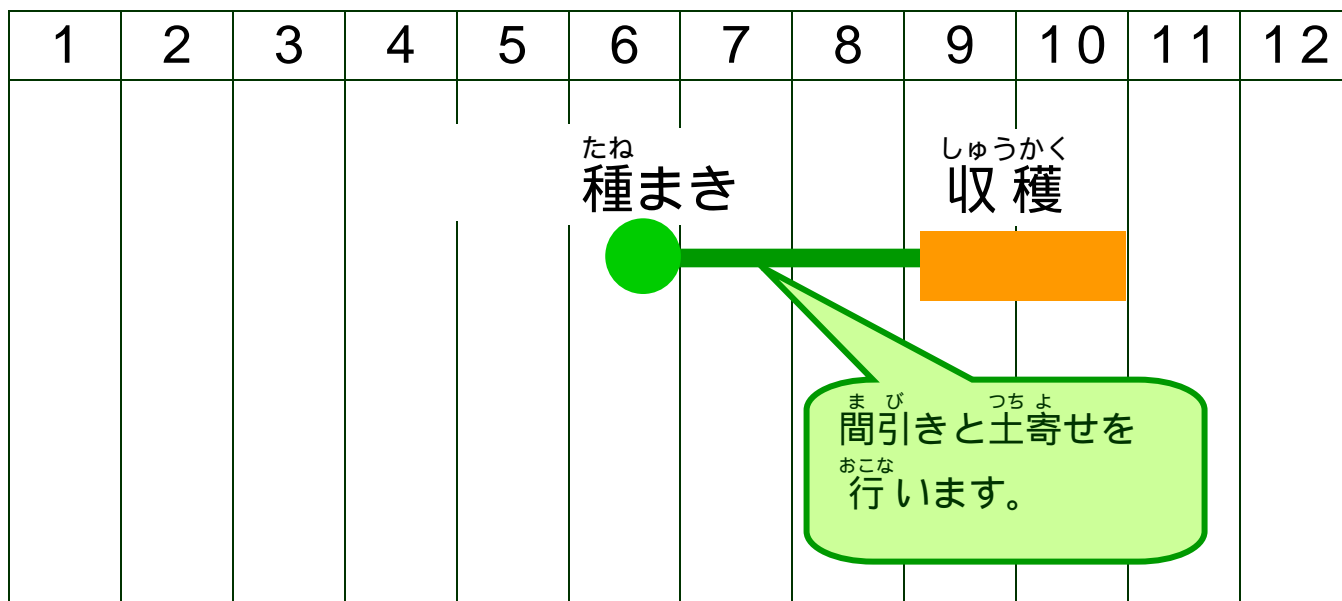 1 2 3 4 5 6 7 8 9 10 11 12
たね しゅうかく
種まき 収穫
ま び つち よ
間引きと土寄せを
おこな
行います。